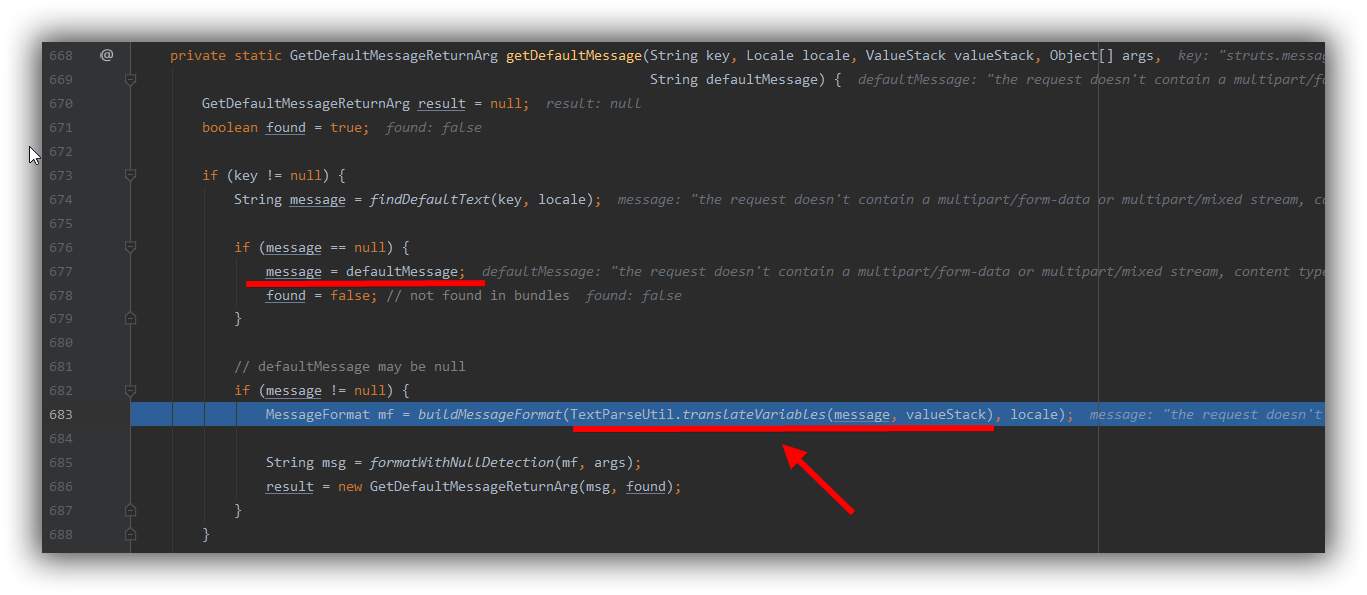 668 @ private static GetDefaultMessageReturnArg getDefaultMessage(String key, Locale locale, ValueStack valueStack, Object[] args, key: "struts.messag
669 String defaultMessage) { defaultMessage: "the request doesn't contain a multipart/fo
670 GetDefaultMessageReturnArg result = null; result: null
671 boolean found = true; found: false
672
673 if (key != null) {
674 String message = findDefaultText(key, locale); message: "the request doesn't contain a multipart/form-data or multipart/mixed stream, co
675
676 if (message == null) {
677 message = defaultMessage; defaultMessage: "the request doesn't contain a multipart/form-data or multipart/mixed stream, content type
678 found = false; // not found in bundles found: false
679 }
680
681 // defaultMessage may be null
682 if (message != null) {
683 MessageFormat mf = buildMessageFormat(TextParseUtil.translateVariables(message, valueStack), locale); message: "the request doesn't
684
685 String msg = formatWithNullDetection(mf, args);
686 result = new GetDefaultMessageReturnArg(msg, found);
687 }
688 }